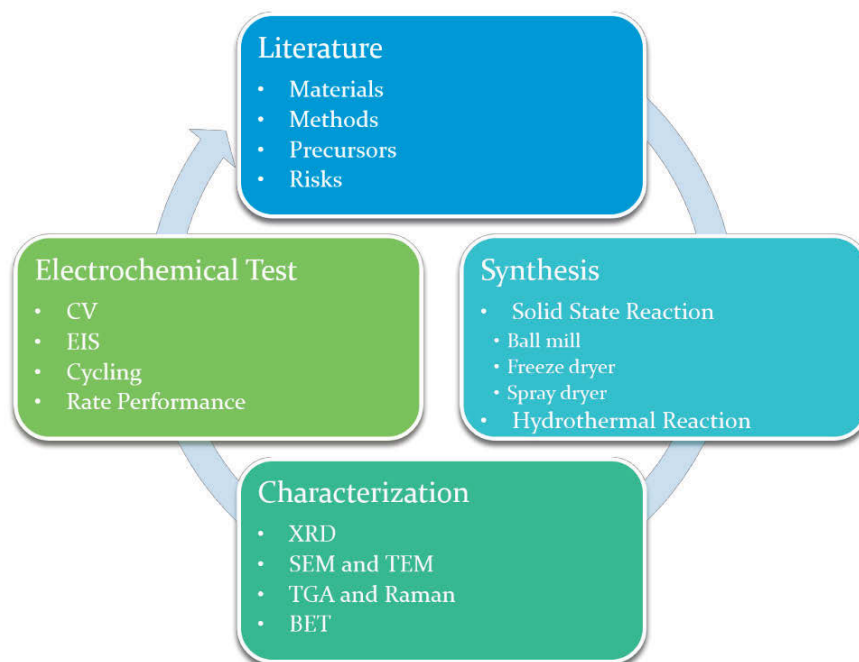 Literature
• Materials
• Methods
• Precursors
• Risks
Synthesis
• Solid State Reaction
• Ball mill
• Freeze dryer
• Spray dryer
• Hydrothermal Reaction
Characterization
• XRD
• SEM and TEM
• TGA and Raman
• BET
Electrochemical Test
• CV
• EIS
• Cycling
• Rate Performance